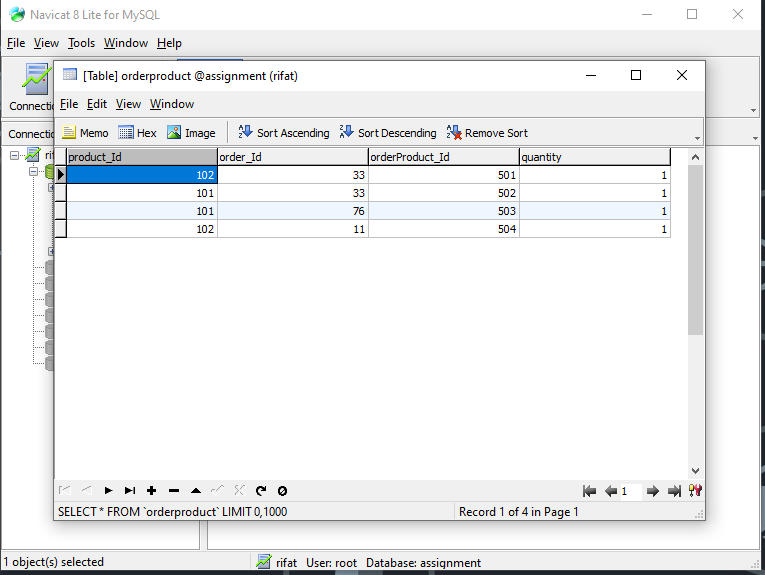 Navicat 8 Lite for MySQL
File View Tools Window Help
[Table] orderproduct @assignment (rifat)
File Edit View Window
Memo Hex Image Sort Ascending Sort Descending Remove Sort
product_Id order_Id orderProduct_Id quantity
102 33 501 1
101 33 502 1
101 76 503 1
102 11 504 1
1
SELECT * FROM `orderproduct` LIMIT 0,1000 Record 1 of 4 in Page 1
1 object(s) selected rifat User: root Database: assignment